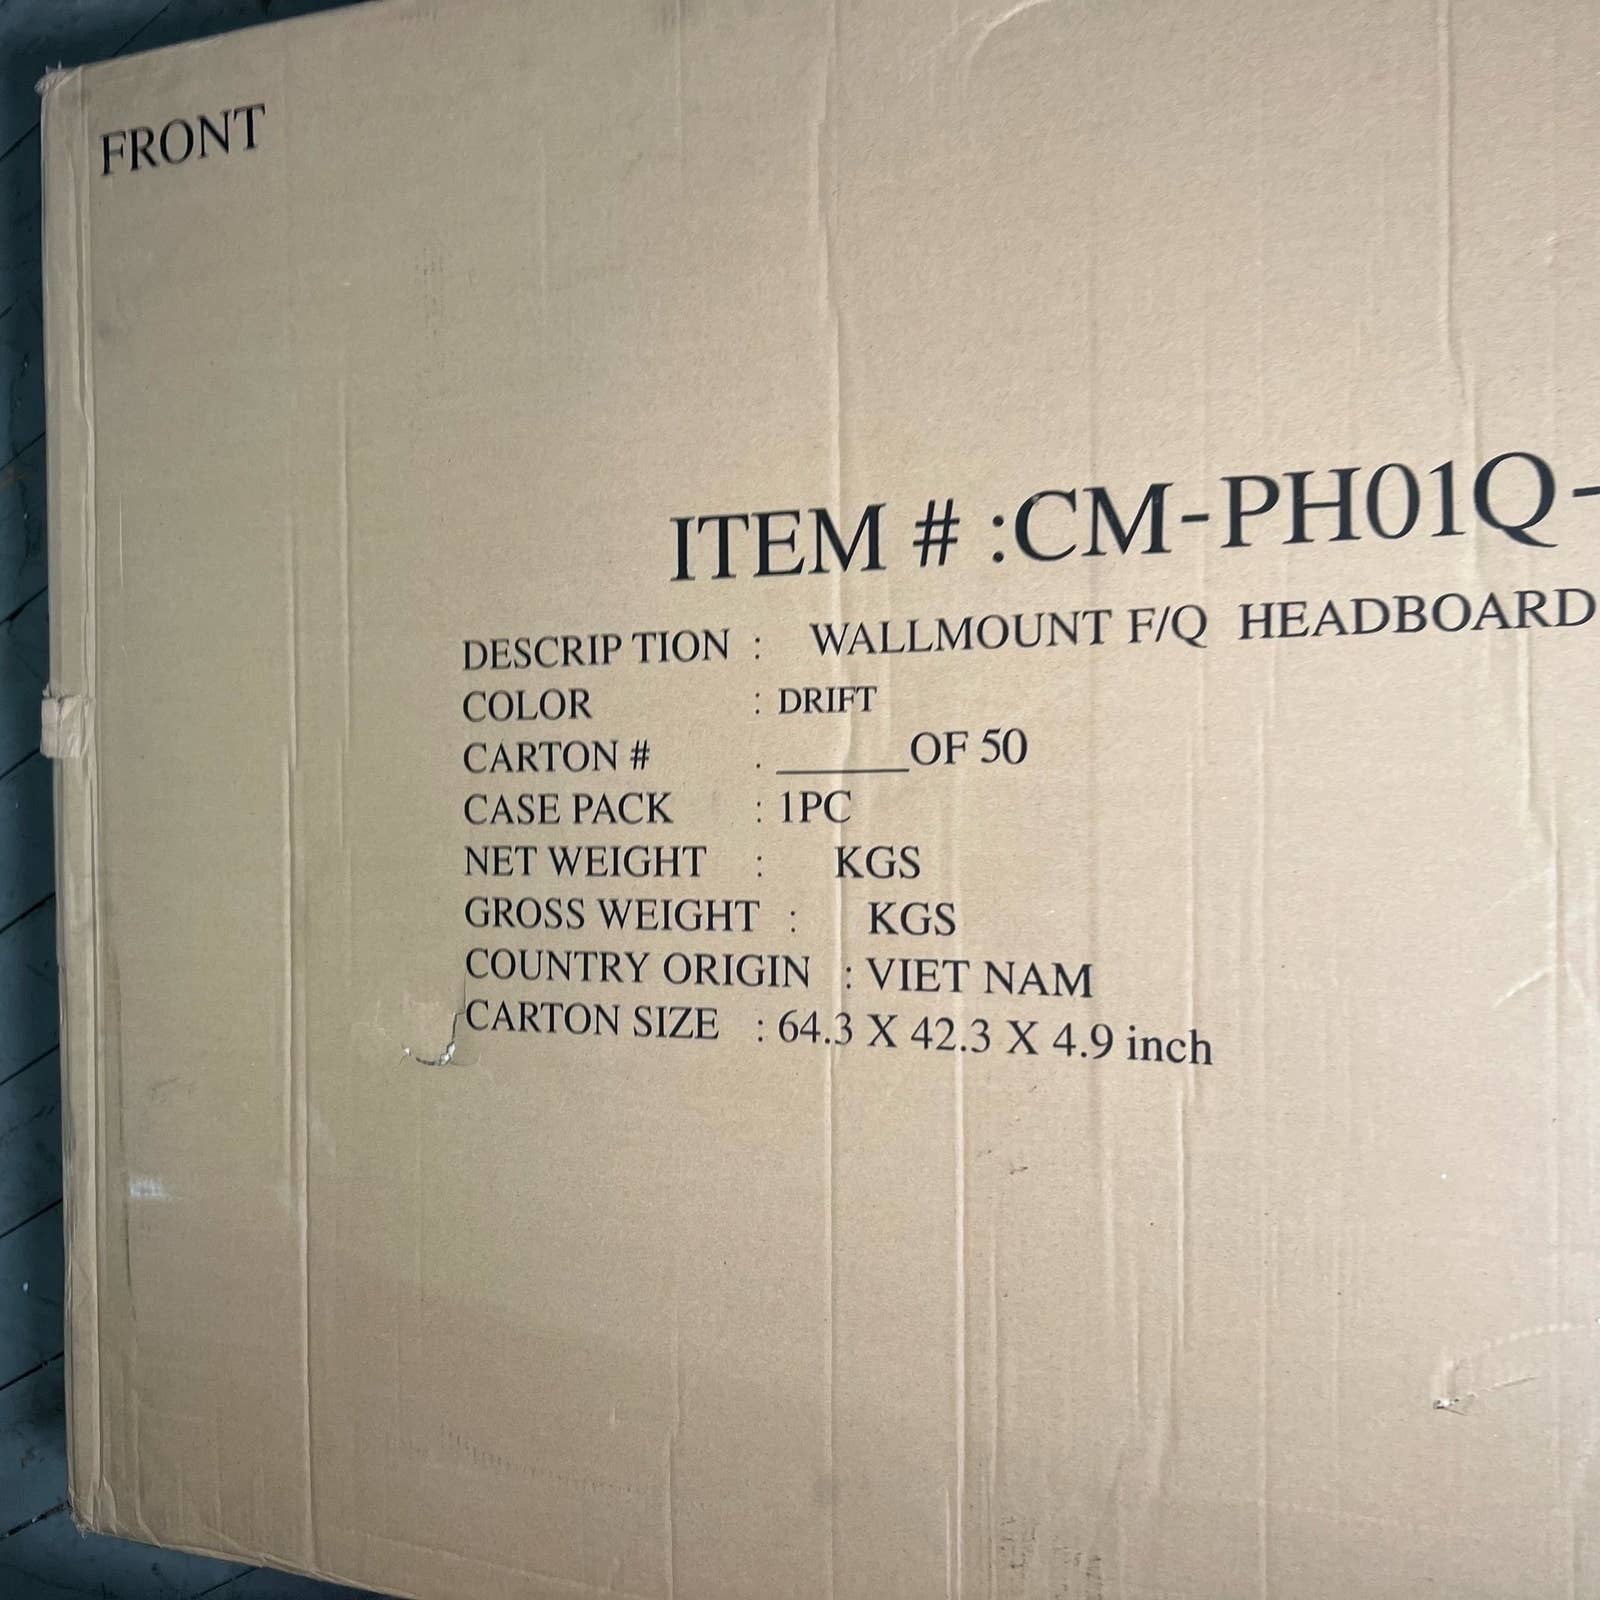 FRONT
ITEM # :CM-PH01Q-
DESCRIP TION : WALLMOUNT F/Q HEADBOARD
COLOR : DRIFT
CARTON # . ______OF 50
CASE PACK : 1PC
NET WEIGHT : KGS
GROSS WEIGHT : KGS
COUNTRY ORIGIN : VIET NAM
CARTON SIZE : 64.3 X 42.3 X 4.9 inch